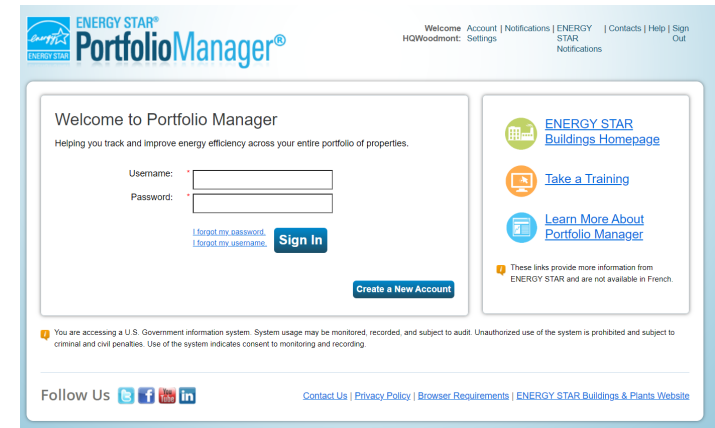 ENERGY STAR®
PortfolioManager®
energy
ENERGY STAR
Welcome HQWoodmont:
Account Settings | Notifications | ENERGY STAR Notifications | Contacts | Help | Sign Out
Welcome to Portfolio Manager
Helping you track and improve energy efficiency across your entire portfolio of properties.
Username: *
Password: *
I forgot my password.
I forgot my username.
Sign In
Create a New Account
ENERGY STAR
Buildings Homepage
Take a Training
Learn More About
Portfolio Manager
These links provide more information from
ENERGY STAR and are not available in French.
You are accessing a U.S. Government information system. System usage may be monitored, recorded, and subject to audit. Unauthorized use of the system is prohibited and subject to
criminal and civil penalties. Use of the system indicates consent to monitoring and recording.
Follow Us
You Tube
in
Contact Us | Privacy Policy | Browser Requirements | ENERGY STAR Buildings & Plants Website